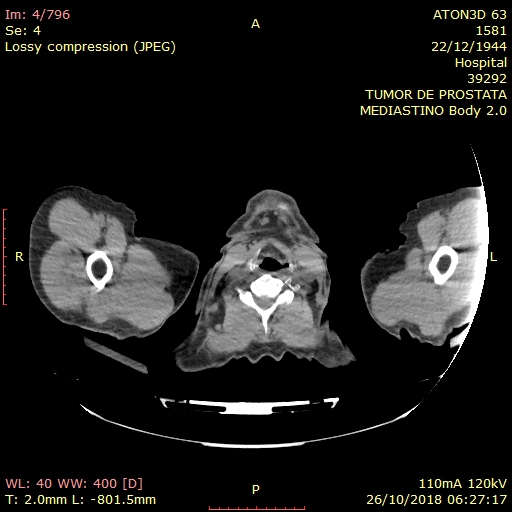 Im: 4/796
Se: 4
Lossy compression (JPEG)
A
ATON3D 63
1581
22/12/1944
Hospital
39292
TUMOR DE PROSTATA
MEDIASTINO Body 2.0
R
L
WL: 40 WW: 400 [D]
T: 2.0mm L: -801.5mm
P
110mA 120kV
26/10/2018 06:27:17